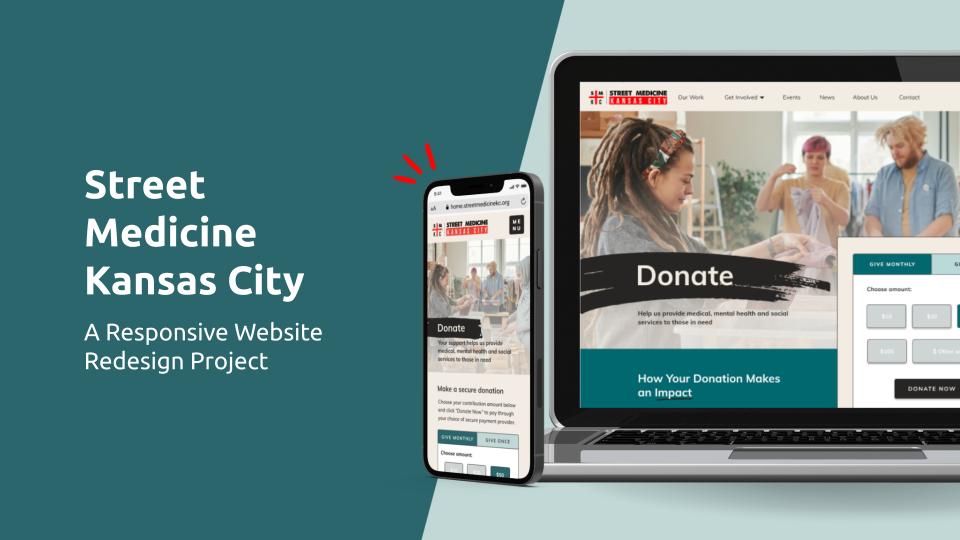 Street
Medicine
Kansas City
A Responsive Website
Redesign Project
home.streetmedicinekc.org
S M
K C
STREET MEDICINE
KANSAS CITY
ME
NU
Donate
Your support helps us provide
medical, mental health and social
services to those in need
Make a secure donation
Choose your contribution amount below
and click "Donate Now" to pay through
your choice of secure payment provider.
GIVE MONTHLY GIVE ONCE
Choose amount:
$50
S M
K C
STREET MEDICINE
KANSAS CITY
Our Work Get Involved Events News About Us Contact
Donate
Help us provide medical, mental health and social
services to those in need
How Your Donation Makes
an Impact
GIVE MONTHLY
Choose amount:
$10 $20
$100 $ Other
DONATE NOW